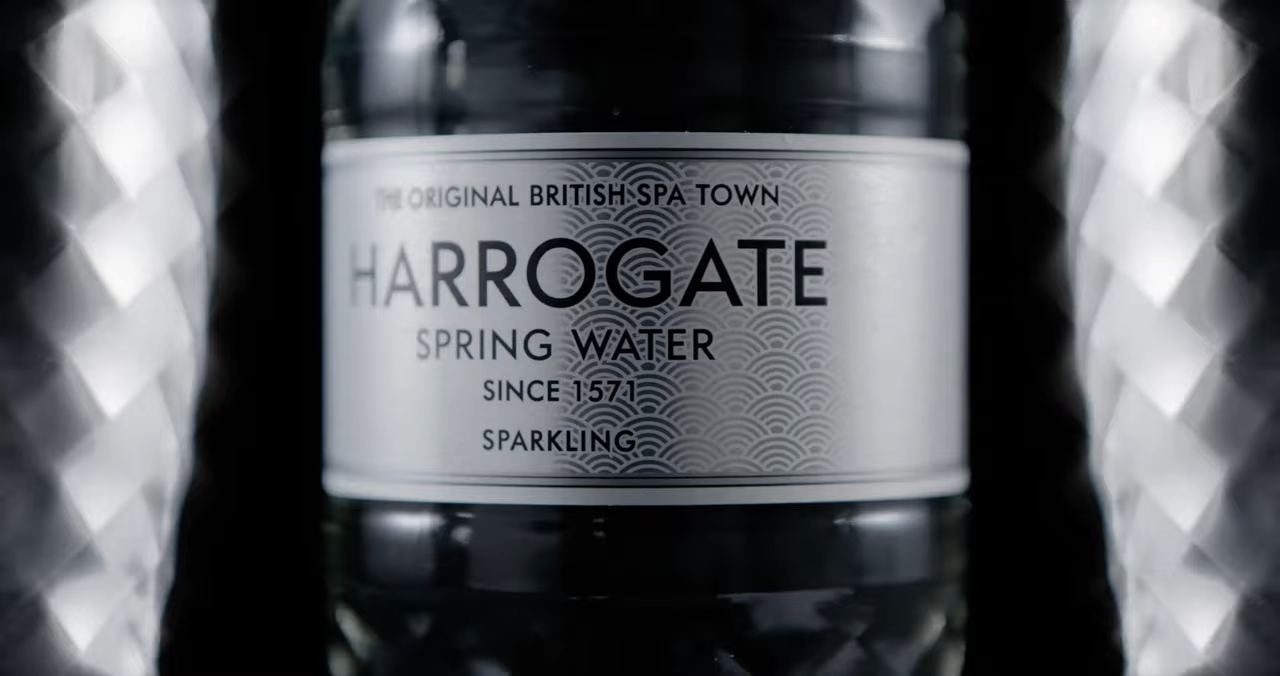 THE ORIGINAL BRITISH SPA TOWN
HARROGATE
SPRING WATER
SINCE 1571
SPARKLING